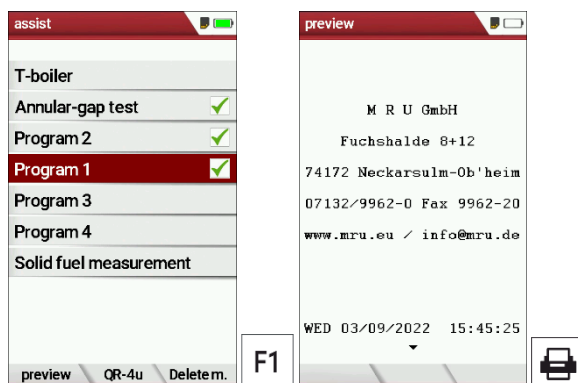 assist
T-boiler
Annular-gap test
Program 2
Program 1
Program 3
Program 4
Solid fuel measurement
preview QR-4u Delete m.
F1
preview
M R U GmbH
Fuchshalde 8+12
74172 Neckarsulm-Ob'heim
07132/9962-0 Fax 9962-20
www.mru.eu / info@mru.de
WED 03/09/2022 15:45:25